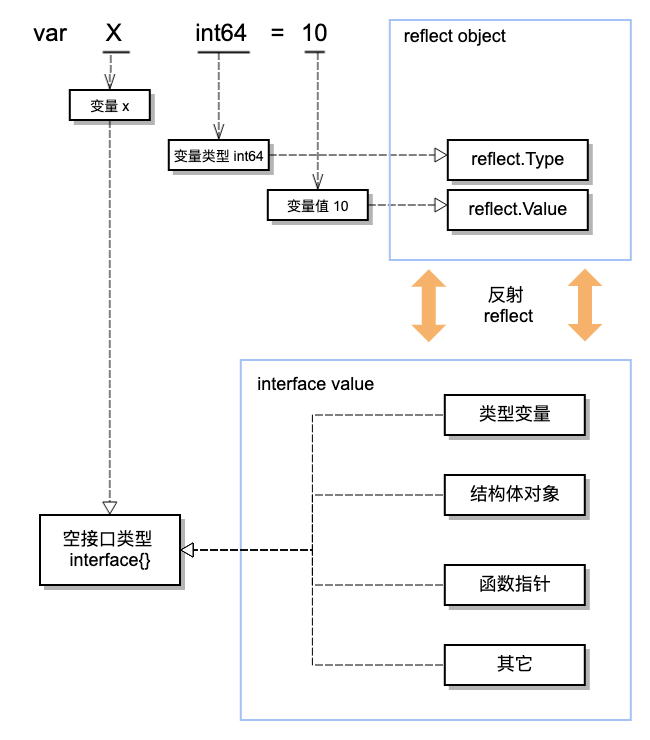 var X int64 = 10
reflect object
变量 x
变量类型 int64
reflect.Type
变量值 10
reflect.Value
反射
reflect
interface value
类型变量
结构体对象
空接口类型
interface{}
函数指针
其它